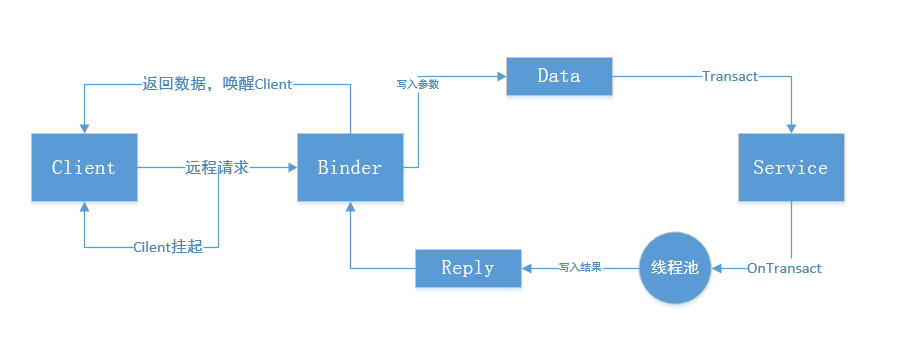 Data
Transact
返回数据，唤醒Client
写入参数
Client
远程请求
Binder
Service
Cilent挂起
Reply
写入结果
线程池
OnTransact